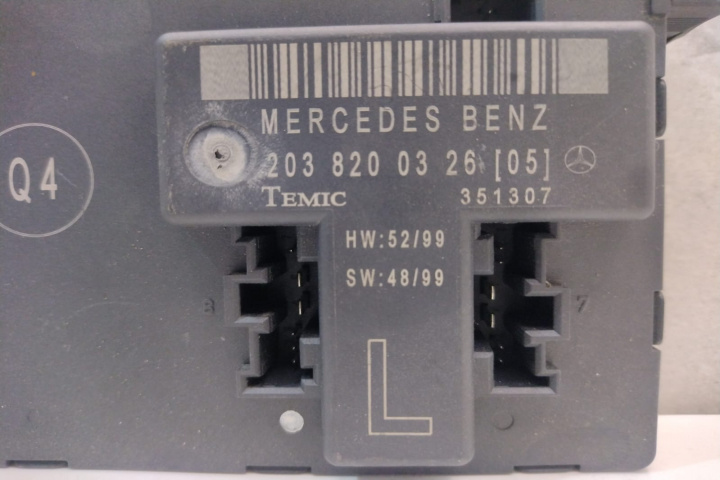 MERCEDES BENZ
203 820 03 26 [05]
TEMIC 351307
Q4
HW:52/99
SW:48/99
8 7
L